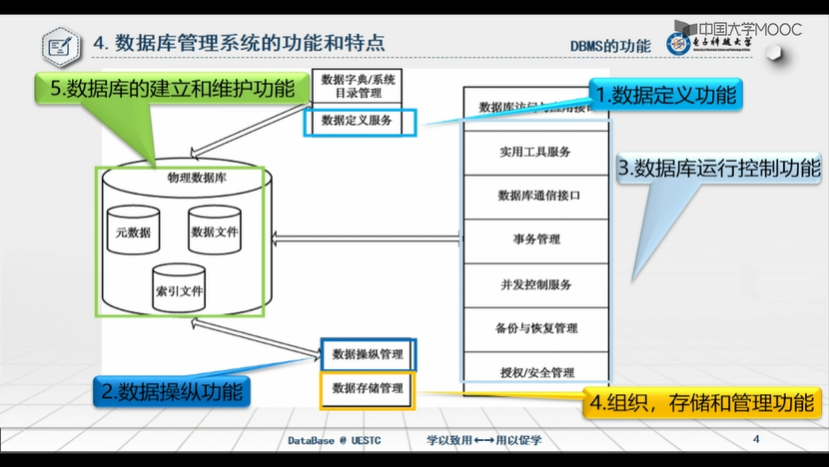 中国大学MOOC
4. 数据库管理系统的功能和特点
DBMS的功能
电子科技大学
5.数据库的建立和维护功能
数据字典/系统
目录管理
数据定义服务
1.数据定义功能
数据库访问与应用接口
实用工具服务
3.数据库运行控制功能
物理数据库
数据库通信接口
元数据
数据文件
事务管理
索引文件
并发控制服务
备份与恢复管理
数据操纵管理
授权/安全管理
2.数据操纵功能
数据存储管理
4.组织，存储和管理功能
DataBase @ UESTC
学以致用←→用以促学
4